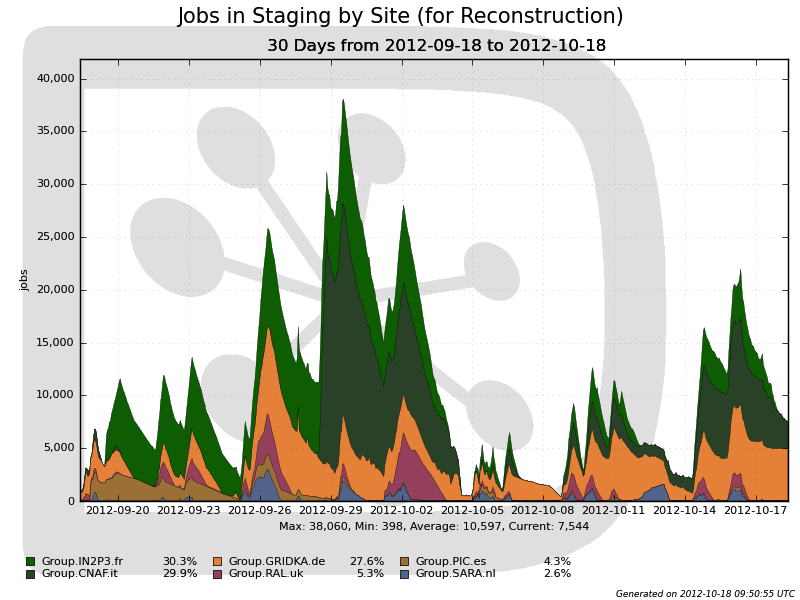 Jobs in Staging by Site (for Reconstruction)
30 Days from 2012-09-18 to 2012-10-18
40,000
35,000
30,000
25,000
20,000
15,000
10,000
5,000
0
jobs
2012-09-20 2012-09-23 2012-09-26 2012-09-29 2012-10-02 2012-10-05 2012-10-08 2012-10-11 2012-10-14 2012-10-17
Max: 38,060, Min: 398, Average: 10,597, Current: 7,544
Group.IN2P3.fr 30.3% Group.GRIDKA.de 27.6% Group.PIC.es 4.3%
Group.CNAF.it 29.9% Group.RAL.uk 5.3% Group.SARA.nl 2.6%
Generated on 2012-10-18 09:50:55 UTC